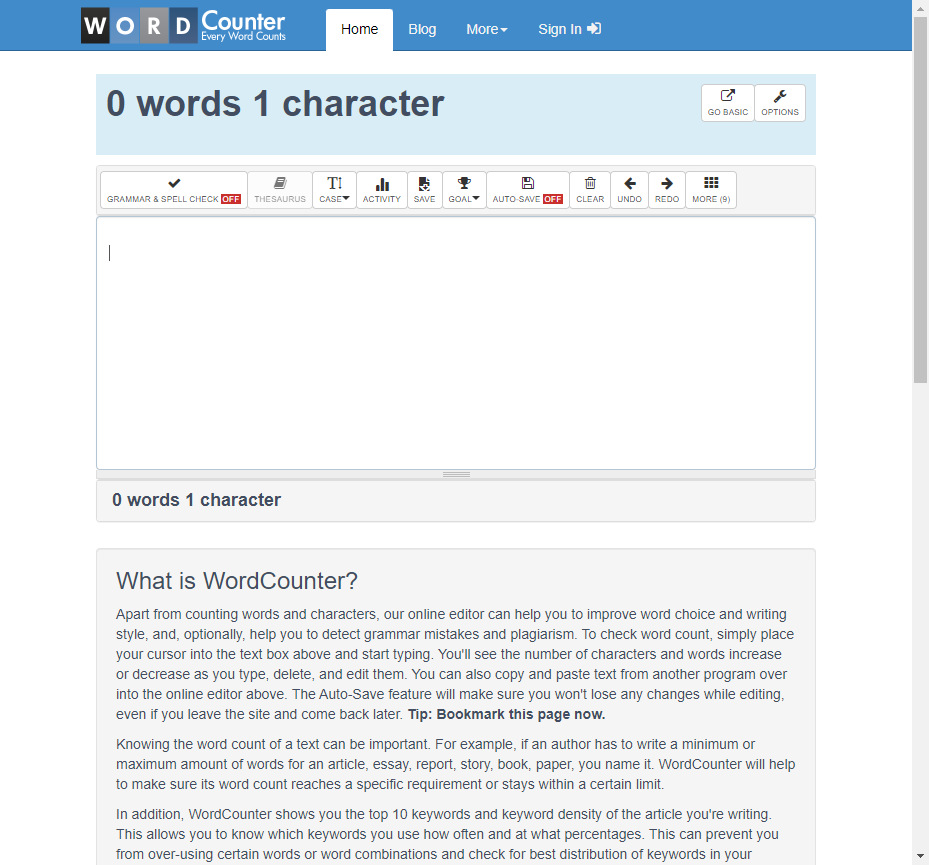 WORD Counter
Every Word Counts
Home
Blog
More
Sign In
0 words 1 character
GO BASIC
OPTIONS
GRAMMAR & SPELL CHECK OFF
THESAURUS
CASE
ACTIVITY
SAVE
GOAL
AUTO-SAVE OFF
CLEAR
UNDO
REDO
MORE (9)
0 words 1 character
What is WordCounter?
Apart from counting words and characters, our online editor can help you to improve word choice and writing
style, and, optionally, help you to detect grammar mistakes and plagiarism. To check word count, simply place
your cursor into the text box above and start typing. You'll see the number of characters and words increase
or decrease as you type, delete, and edit them. You can also copy and paste text from another program over
into the online editor above. The Auto-Save feature will make sure you won't lose any changes while editing,
even if you leave the site and come back later. Tip: Bookmark this page now.
Knowing the word count of a text can be important. For example, if an author has to write a minimum or
maximum amount of words for an article, essay, report, story, book, paper, you name it. WordCounter will help
to make sure its word count reaches a specific requirement or stays within a certain limit.
In addition, WordCounter shows you the top 10 keywords and keyword density of the article you're writing.
This allows you to know which keywords you use how often and at what percentages. This can prevent you
from over-using certain words or word combinations and check for best distribution of keywords in your